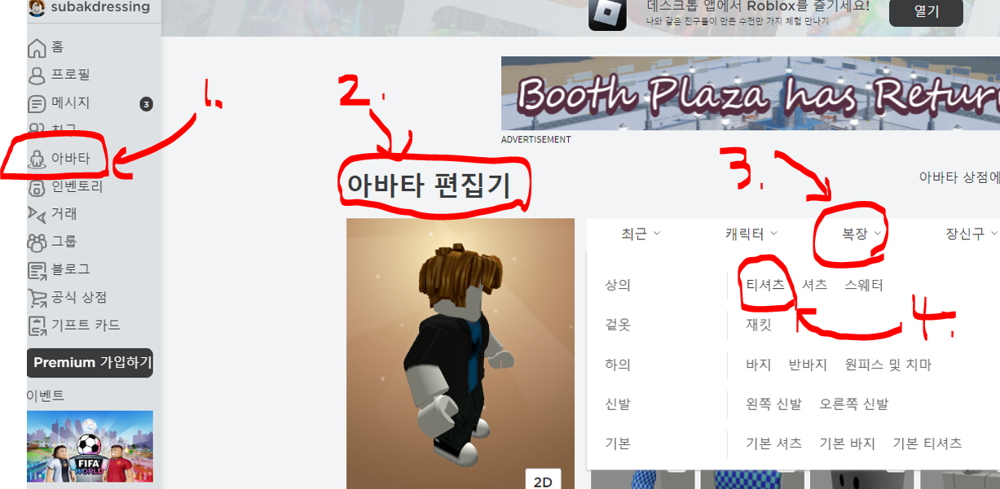 subakdressing
데스크톱 앱에서 Roblox를 즐기세요!
나와 같은 친구들이 만든 수천만 가지 체험 만나기
열기
홈
프로필
메시지 3
친구
아바타
인벤토리
거래
그룹
블로그
공식 상점
기프트 카드
Premium 가입하기
이벤트
FIFA
WORLD
1.
2.
Booth Plaza has Return
ADVERTISEMENT
3.
아바타 편집기
아바타 상점에
최근 캐릭터 복장 장신구
상의 티셔츠 셔츠 스웨터
겉옷 재킷
4.
하의 바지 반바지 원피스 및 치마
신발 왼쪽 신발 오른쪽 신발
기본 기본 셔츠 기본 바지 기본 티셔츠
2D